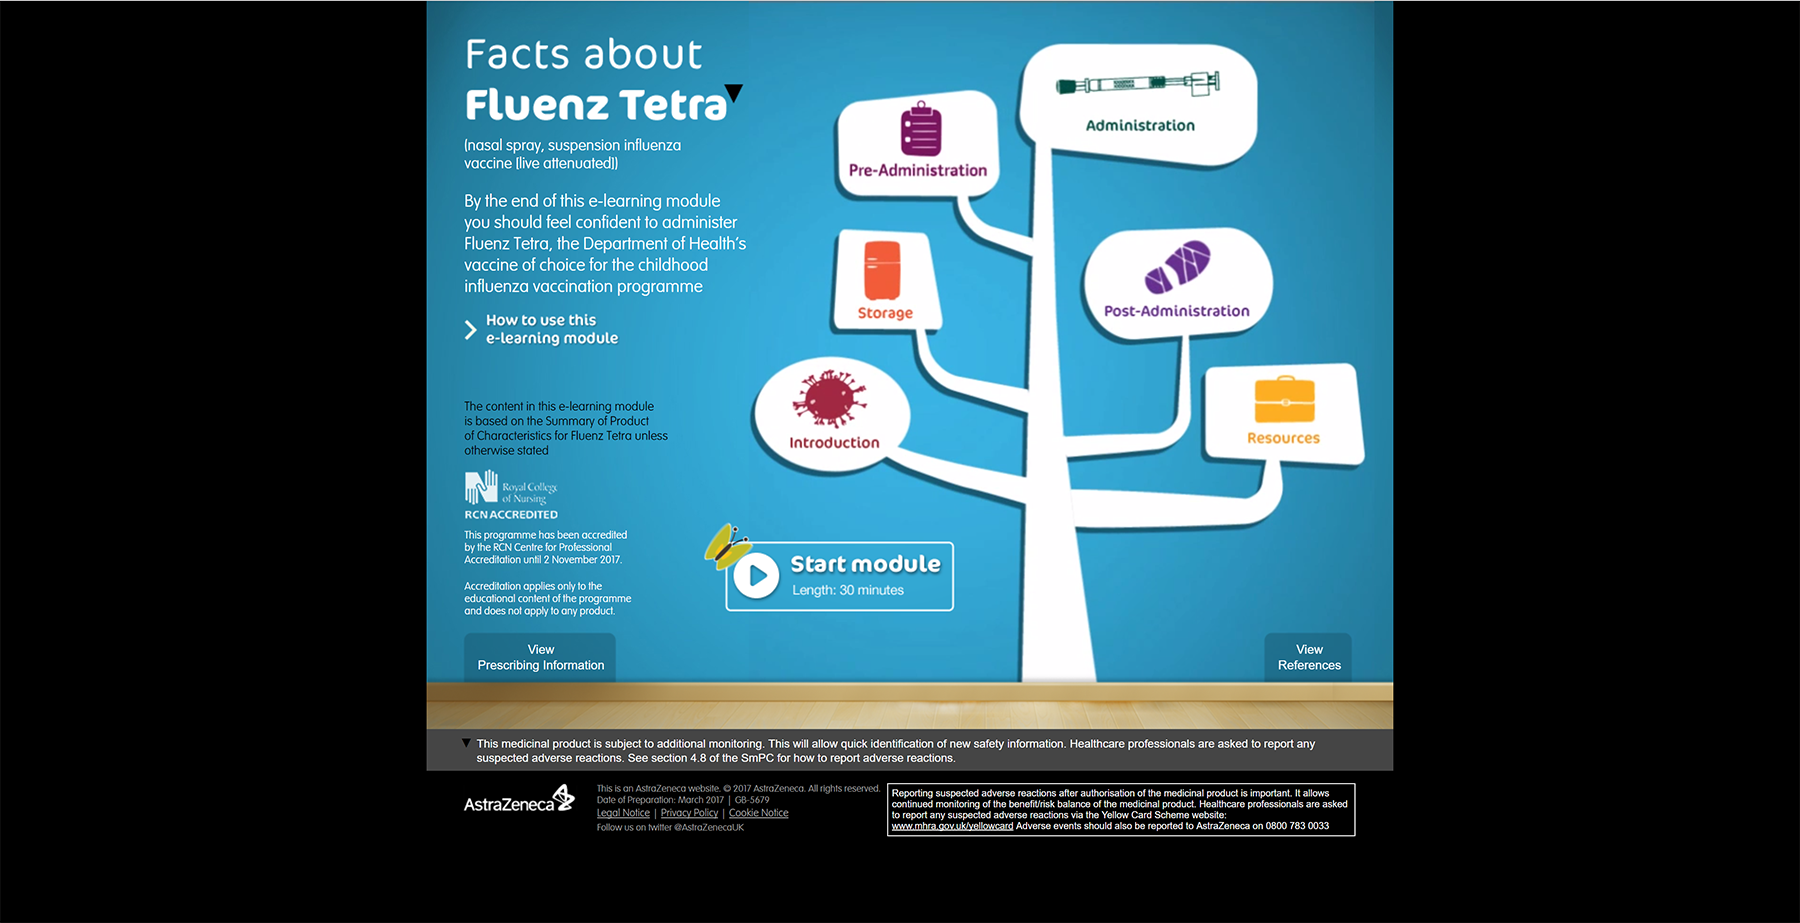 Facts about
Fluenz Tetra▼
(nasal spray, suspension influenza
vaccine [live attenuated])
By the end of this e-learning module
you should feel confident to administer
Fluenz Tetra, the Department of Health's
vaccine of choice for the childhood
influenza vaccination programme
How to use this
e-learning module
The content in this e-learning module
is based on the Summary of Product
of Characteristics for Fluenz Tetra unless
otherwise stated
Royal College
of Nursing
RCN ACCREDITED
This programme has been accredited
by the RCN Centre for Professional
Accreditation until 2 November 2017.
Accreditation applies only to the
educational content of the programme
and does not apply to any product.
View
Prescribing Information
Administration
Pre-Administration
Storage
Post-Administration
Introduction
Resources
Start module
Length: 30 minutes
View
References
▼ This medicinal product is subject to additional monitoring. This will allow quick identification of new safety information. Healthcare professionals are asked to report any
suspected adverse reactions. See section 4.8 of the SmPC for how to report adverse reactions.
AstraZeneca
This is an AstraZeneca website. © 2017 AstraZeneca. All rights reserved.
Date of Preparation: March 2017 | GB-5679
Legal Notice | Privacy Policy | Cookie Notice
Follow us on twitter @AstraZenecaUK
Reporting suspected adverse reactions after authorisation of the medicinal product is important. It allows
continued monitoring of the benefit/risk balance of the medicinal product. Healthcare professionals are asked
to report any suspected adverse reactions via the Yellow Card Scheme website:
www.mhra.gov.uk/yellowcard Adverse events should also be reported to AstraZeneca on 0800 783 0033